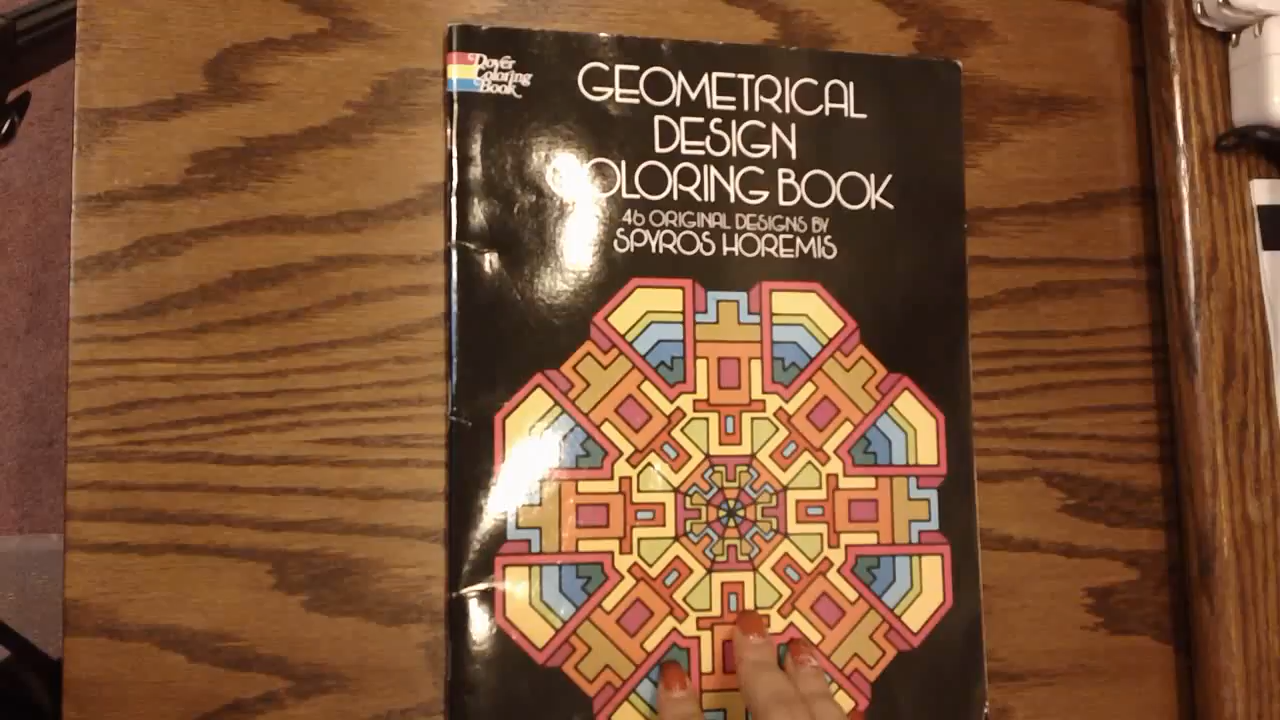 Dover
Coloring
Book
GEOMETRICAL
DESIGN
COLORING BOOK
46 ORIGINAL DESIGNS BY
SPYROS HOREMIS